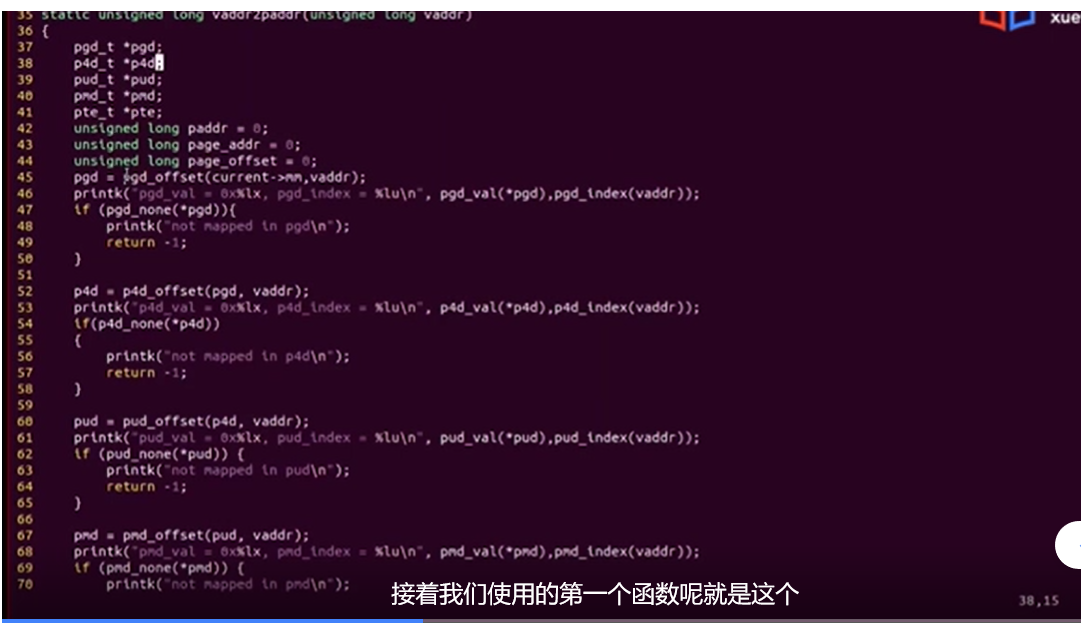 35 static unsigned long vaddr2paddr(unsigned long vaddr)
xue
36 {
37     pgd_t *pgd;
38     p4d_t *p4d;
39     pud_t *pud;
40     pmd_t *pmd;
41     pte_t *pte;
42     unsigned long paddr = 0;
43     unsigned long page_addr = 0;
44     unsigned long page_offset = 0;
45     pgd = pgd_offset(current->mm,vaddr);
46     printk("pgd_val = 0x%lx, pgd_index = %lu\n", pgd_val(*pgd),pgd_index(vaddr));
47     if (pgd_none(*pgd)){
48         printk("not mapped in pgd\n");
49         return -1;
50     }
51
52     p4d = p4d_offset(pgd, vaddr);
53     printk("p4d_val = 0x%lx, p4d_index = %lu\n", p4d_val(*p4d),p4d_index(vaddr));
54     if(p4d_none(*p4d))
55     {
56         printk("not mapped in p4d\n");
57         return -1;
58     }
59
60     pud = pud_offset(p4d, vaddr);
61     printk("pud_val = 0x%lx, pud_index = %lu\n", pud_val(*pud),pud_index(vaddr));
62     if (pud_none(*pud)) {
63         printk("not mapped in pud\n");
64         return -1;
65     }
66
67     pmd = pmd_offset(pud, vaddr);
68     printk("pmd_val = 0x%lx, pmd_index = %lu\n", pmd_val(*pmd),pmd_index(vaddr));
69     if (pmd_none(*pmd)) {
70         printk("not mapped in pmd\n");
接着我们使用的第一个函数呢就是这个
38,15